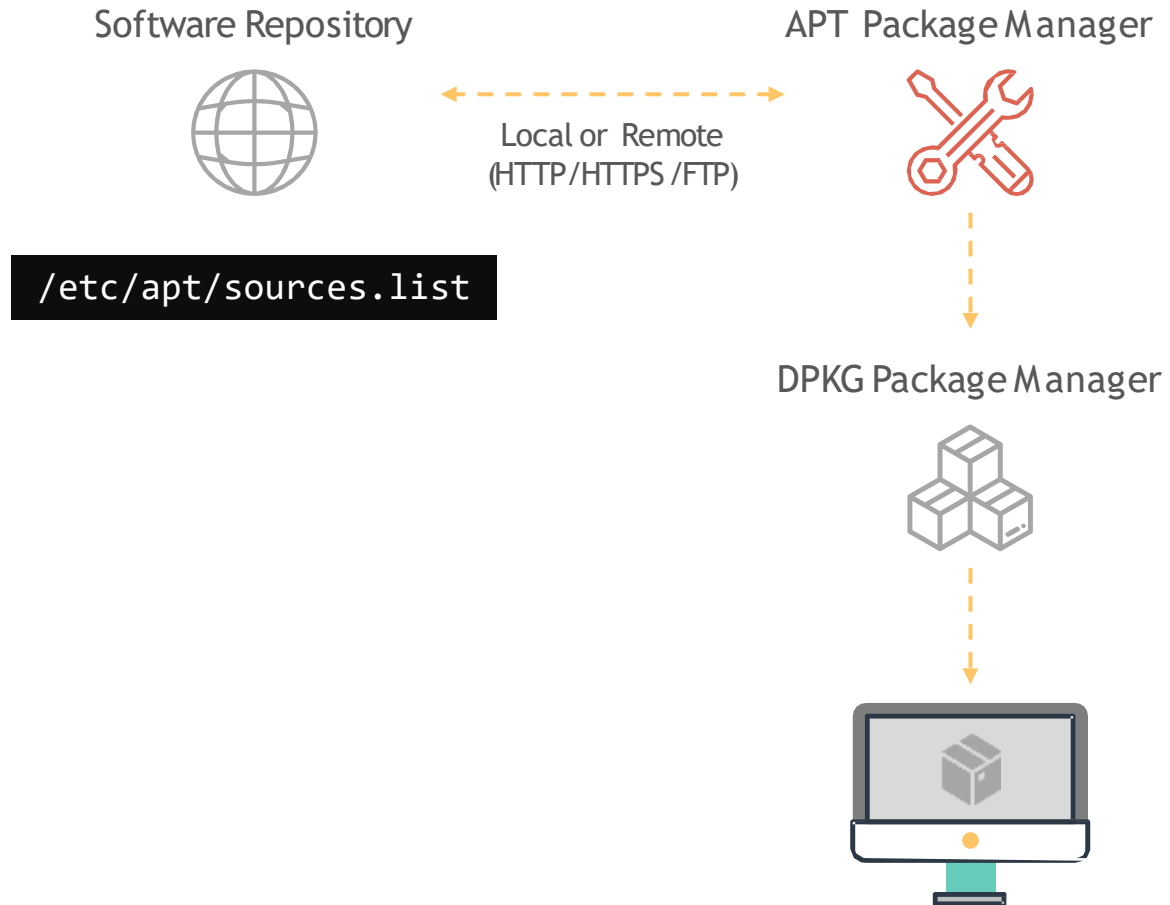 Software Repository
APT Package Manager
Local or Remote
(HTTP/HTTPS/FTP)
/etc/apt/sources.list
DPKG Package Manager